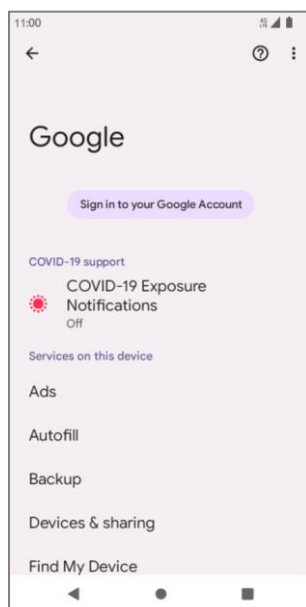 11:00
Google
Sign in to your Google Account
COVID-19 support
COVID-19 Exposure
Notifications
Off
Services on this device
Ads
Autofill
Backup
Devices & sharing
Find My Device